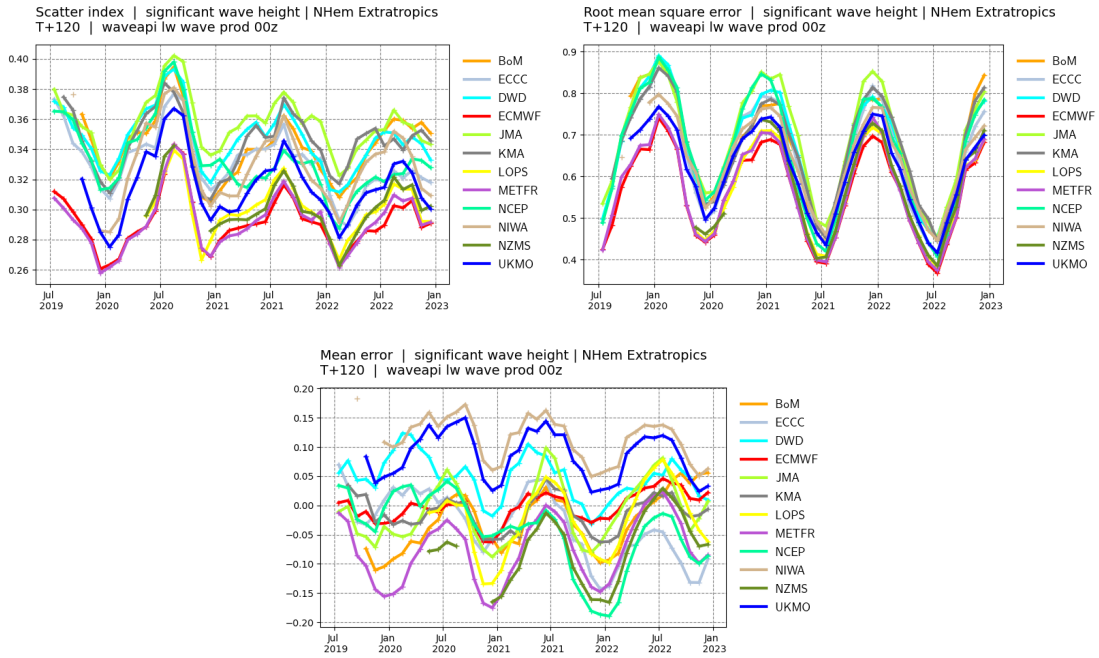 Scatter index | significant wave height | NHem Extratropics
T+120 | waveapi lw wave prod 00z
0.40
0.38
0.36
0.34
0.32
0.30
0.28
0.26
Jul 2019
Jan 2020
Jul 2020
Jan 2021
Jul 2021
Jan 2022
Jul 2022
Jan 2023
BoM
ECCC
DWD
ECMWF
JMA
KMA
LOPS
METFR
NCEP
NIWA
NZMS
UKMO
Root mean square error | significant wave height | NHem Extratropics
T+120 | waveapi lw wave prod 00z
0.9
0.8
0.7
0.6
0.5
0.4
Jul 2019
Jan 2020
Jul 2020
Jan 2021
Jul 2021
Jan 2022
Jul 2022
Jan 2023
BoM
ECCC
DWD
ECMWF
JMA
KMA
LOPS
METFR
NCEP
NIWA
NZMS
UKMO
Mean error | significant wave height | NHem Extratropics
T+120 | waveapi lw wave prod 00z
0.20
0.15
0.10
0.05
0.00
−0.05
−0.10
−0.15
−0.20
Jul 2019
Jan 2020
Jul 2020
Jan 2021
Jul 2021
Jan 2022
Jul 2022
Jan 2023
BoM
ECCC
DWD
ECMWF
JMA
KMA
LOPS
METFR
NCEP
NIWA
NZMS
UKMO